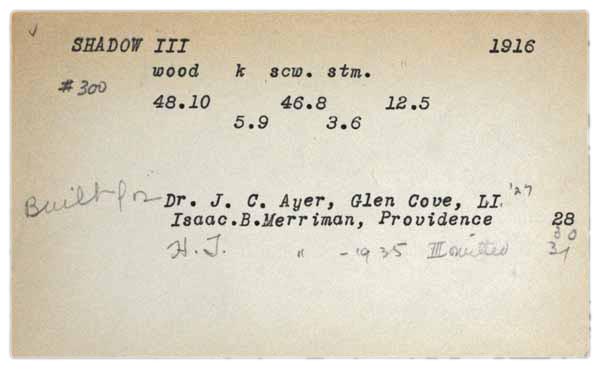 SHADOW III 1916
wood k scw. stm.
#300
48.10 46.8 12.5
5.9 3.6
Built for Dr. J. C. Ayer, Glen Cove, LI. '27
Isaac.B.Merriman, Providence 28
30
H. I. " - 1935 III omitted 31